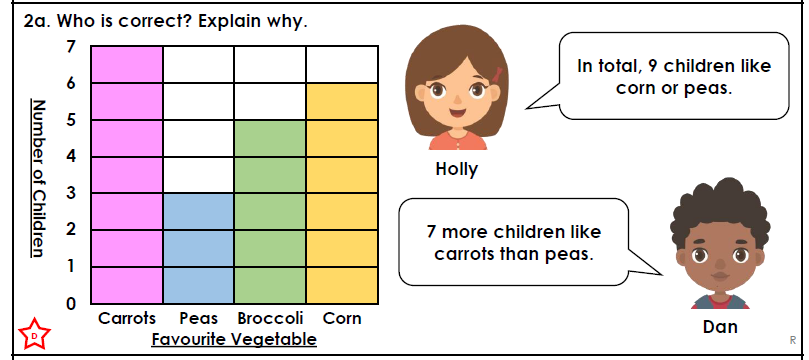 2a. Who is correct? Explain why.
7
6
5
4
3
2
1
0
Number of Children
Carrots Peas Broccoli Corn
Favourite Vegetable
In total, 9 children like
corn or peas.
Holly
7 more children like
carrots than peas.
Dan
D
R